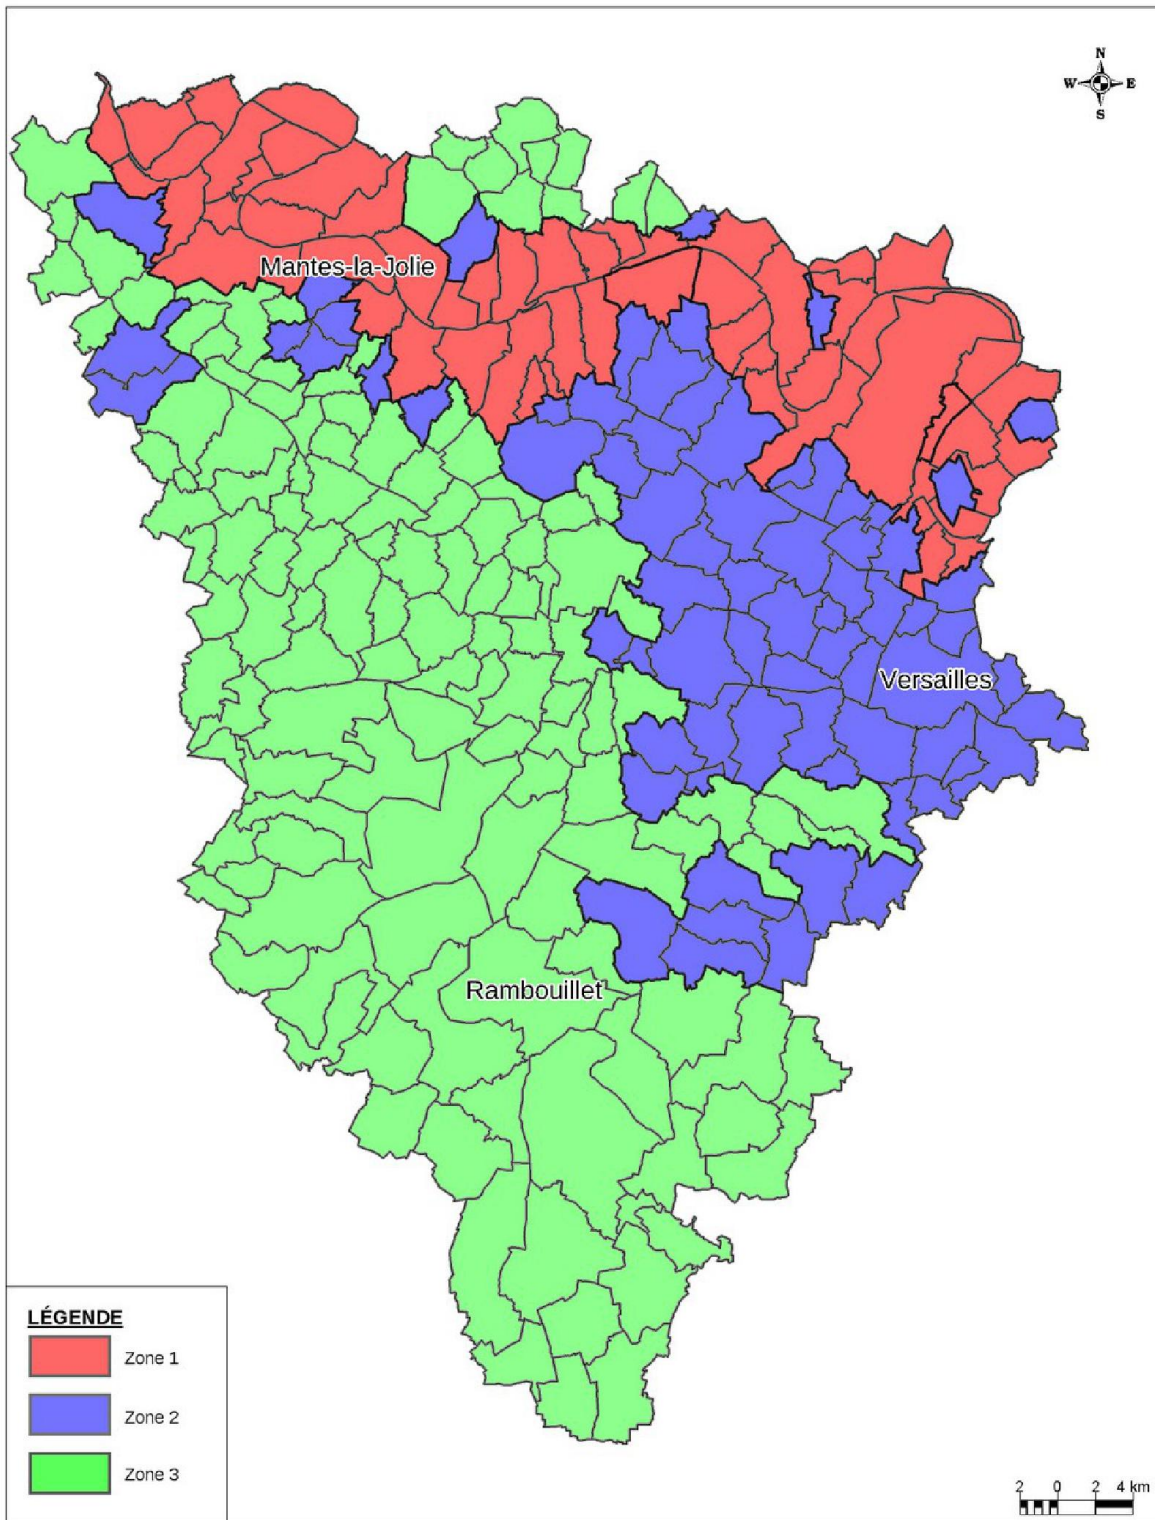 N
W E
S
Mantes-la-Jolie
Versailles
Rambouillet
LÉGENDE
Zone 1
Zone 2
Zone 3
2 0 2 4 km